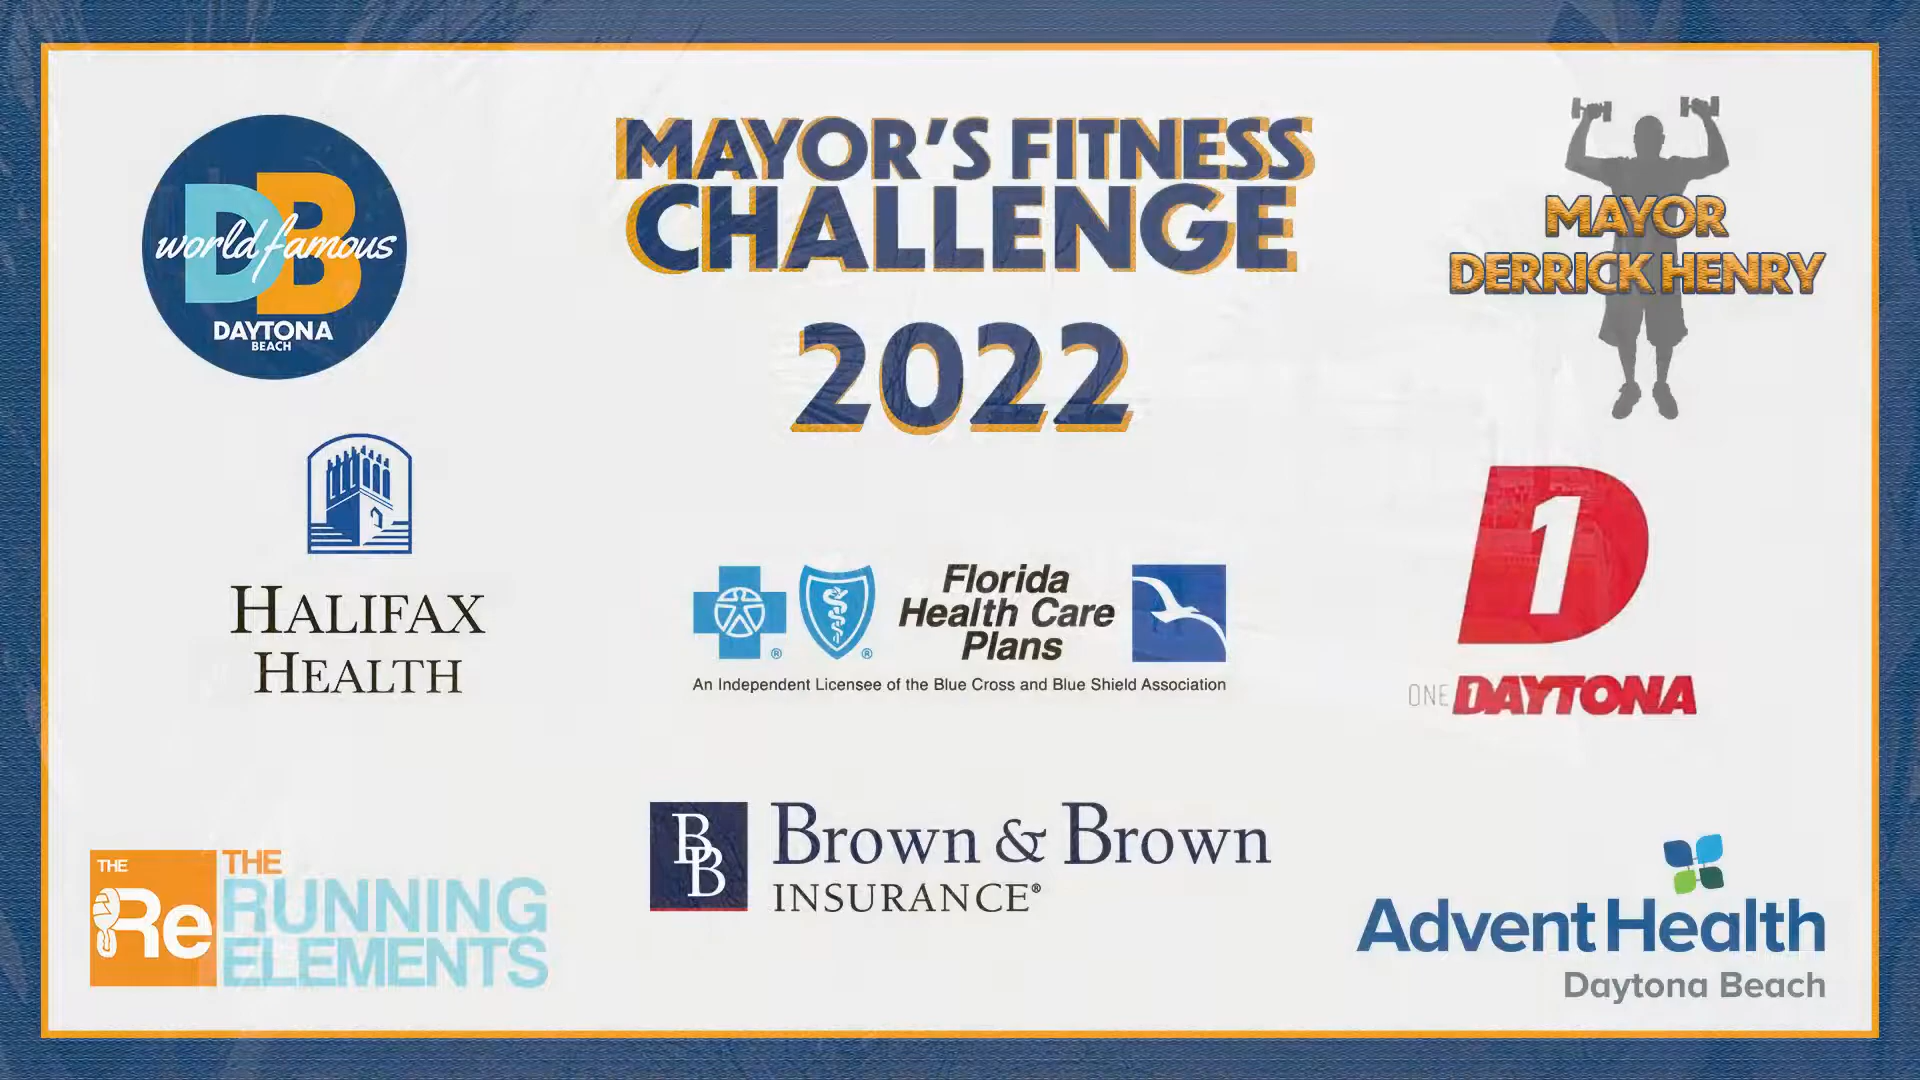 MAYOR'S FITNESS
CHALLENGE
2022
DB
world famous
DAYTONA
BEACH
MAYOR
DERRICK HENRY
HALIFAX
HEALTH
® ®
Florida
Health Care
Plans
An Independent Licensee of the Blue Cross and Blue Shield Association
D1
ONE DAYTONA
THE
Re
THE
RUNNING
ELEMENTS
BB
Brown & Brown
INSURANCE®
AdventHealth
Daytona Beach